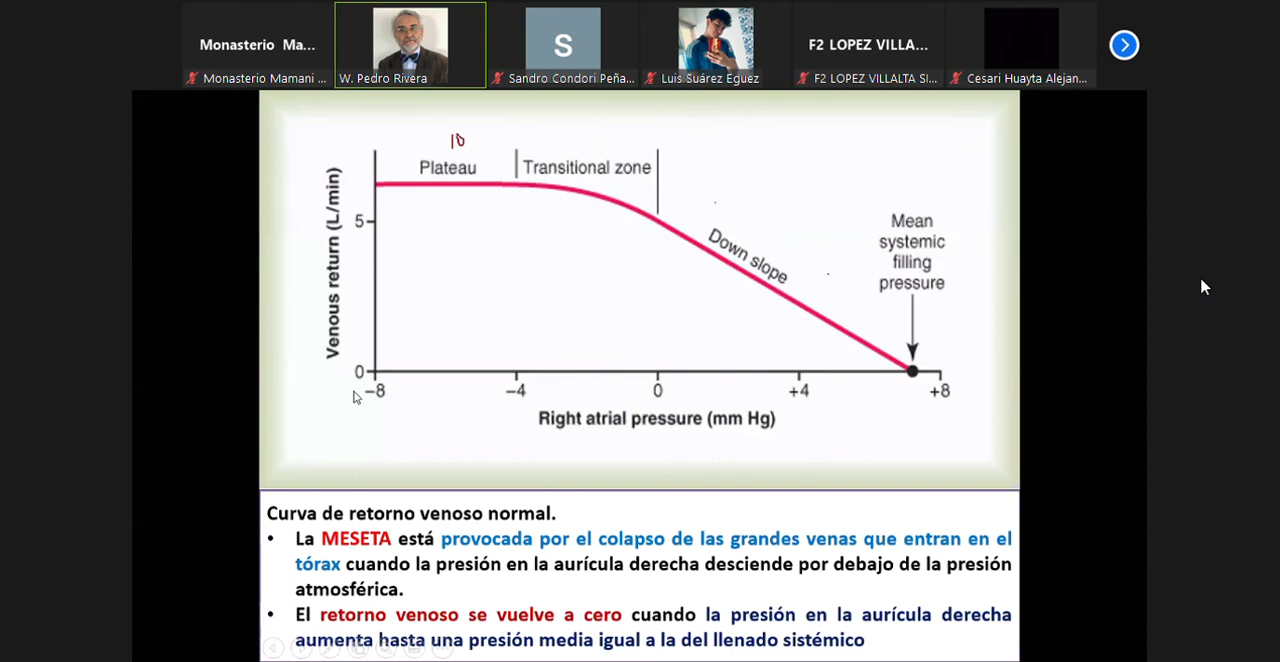 Monasterio Ma...
S
F2 LOPEZ VILLA...
Monasterio Mamani ...
W. Pedro Rivera
Sandro Condori Peña...
Luis Suárez Eguez
F2 LOPEZ VILLALTA SI...
Cesari Huayta Alejan...
Plateau
Transitional zone
Venous return (L/min)
5
0
Down slope
Mean
systemic
filling
pressure
−8
−4
0
+4
+8
Right atrial pressure (mm Hg)
Curva de retorno venoso normal.
• La MESETA está provocada por el colapso de las grandes venas que entran en el
tórax cuando la presión en la aurícula derecha desciende por debajo de la presión
atmosférica.
• El retorno venoso se vuelve a cero cuando la presión en la aurícula derecha
aumenta hasta una presión media igual a la del llenado sistémico